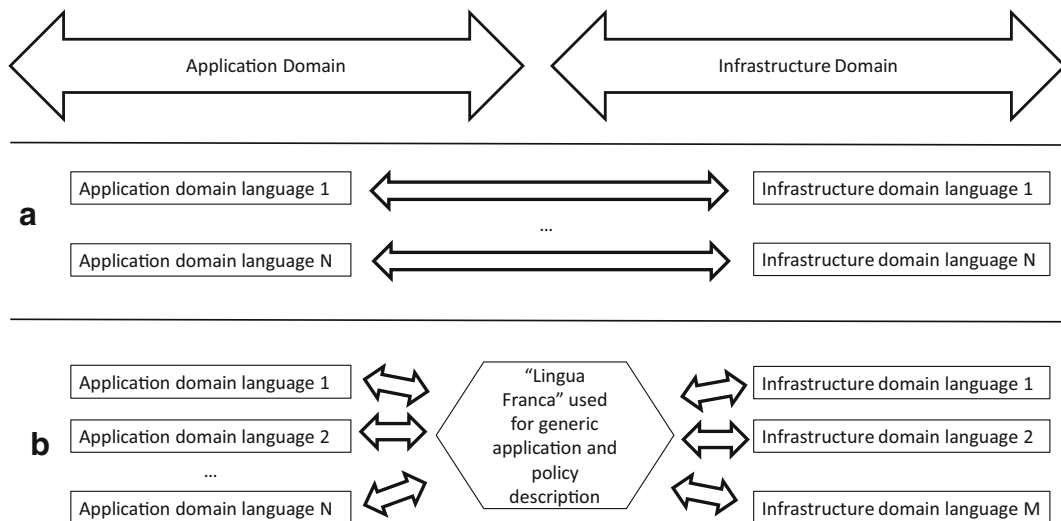 Application Domain
Infrastructure Domain
a
Application domain language 1
Infrastructure domain language 1
...
Application domain language N
Infrastructure domain language N
b
Application domain language 1
Application domain language 2
...
Application domain language N
“Lingua
Franca” used
for generic
application and
policy
description
Infrastructure domain language 1
Infrastructure domain language 2
Infrastructure domain language M